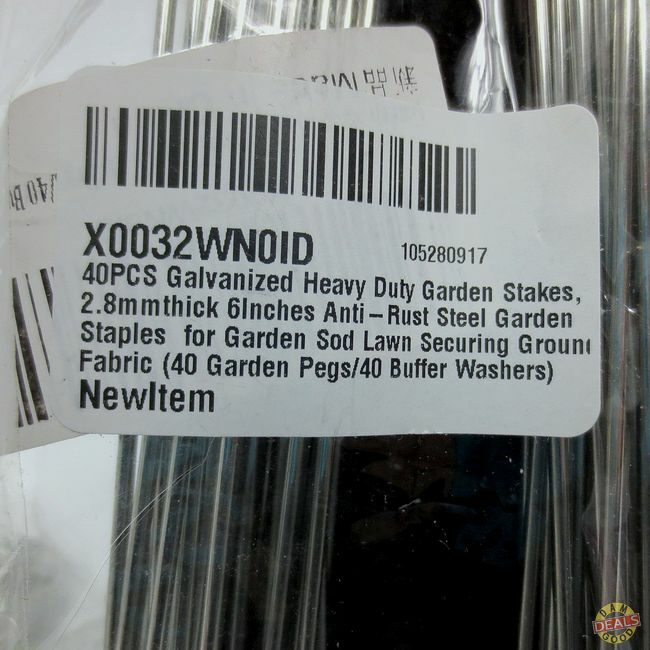 X0032WN0ID 105280917
40PCS Galvanized Heavy Duty Garden Stakes,
2.8mmthick 6Inches Anti-Rust Steel Garden
Staples for Garden Sod Lawn Securing Groun
Fabric (40 Garden Pegs/40 Buffer Washers)
NewItem
DAM
DEALS
GOOD